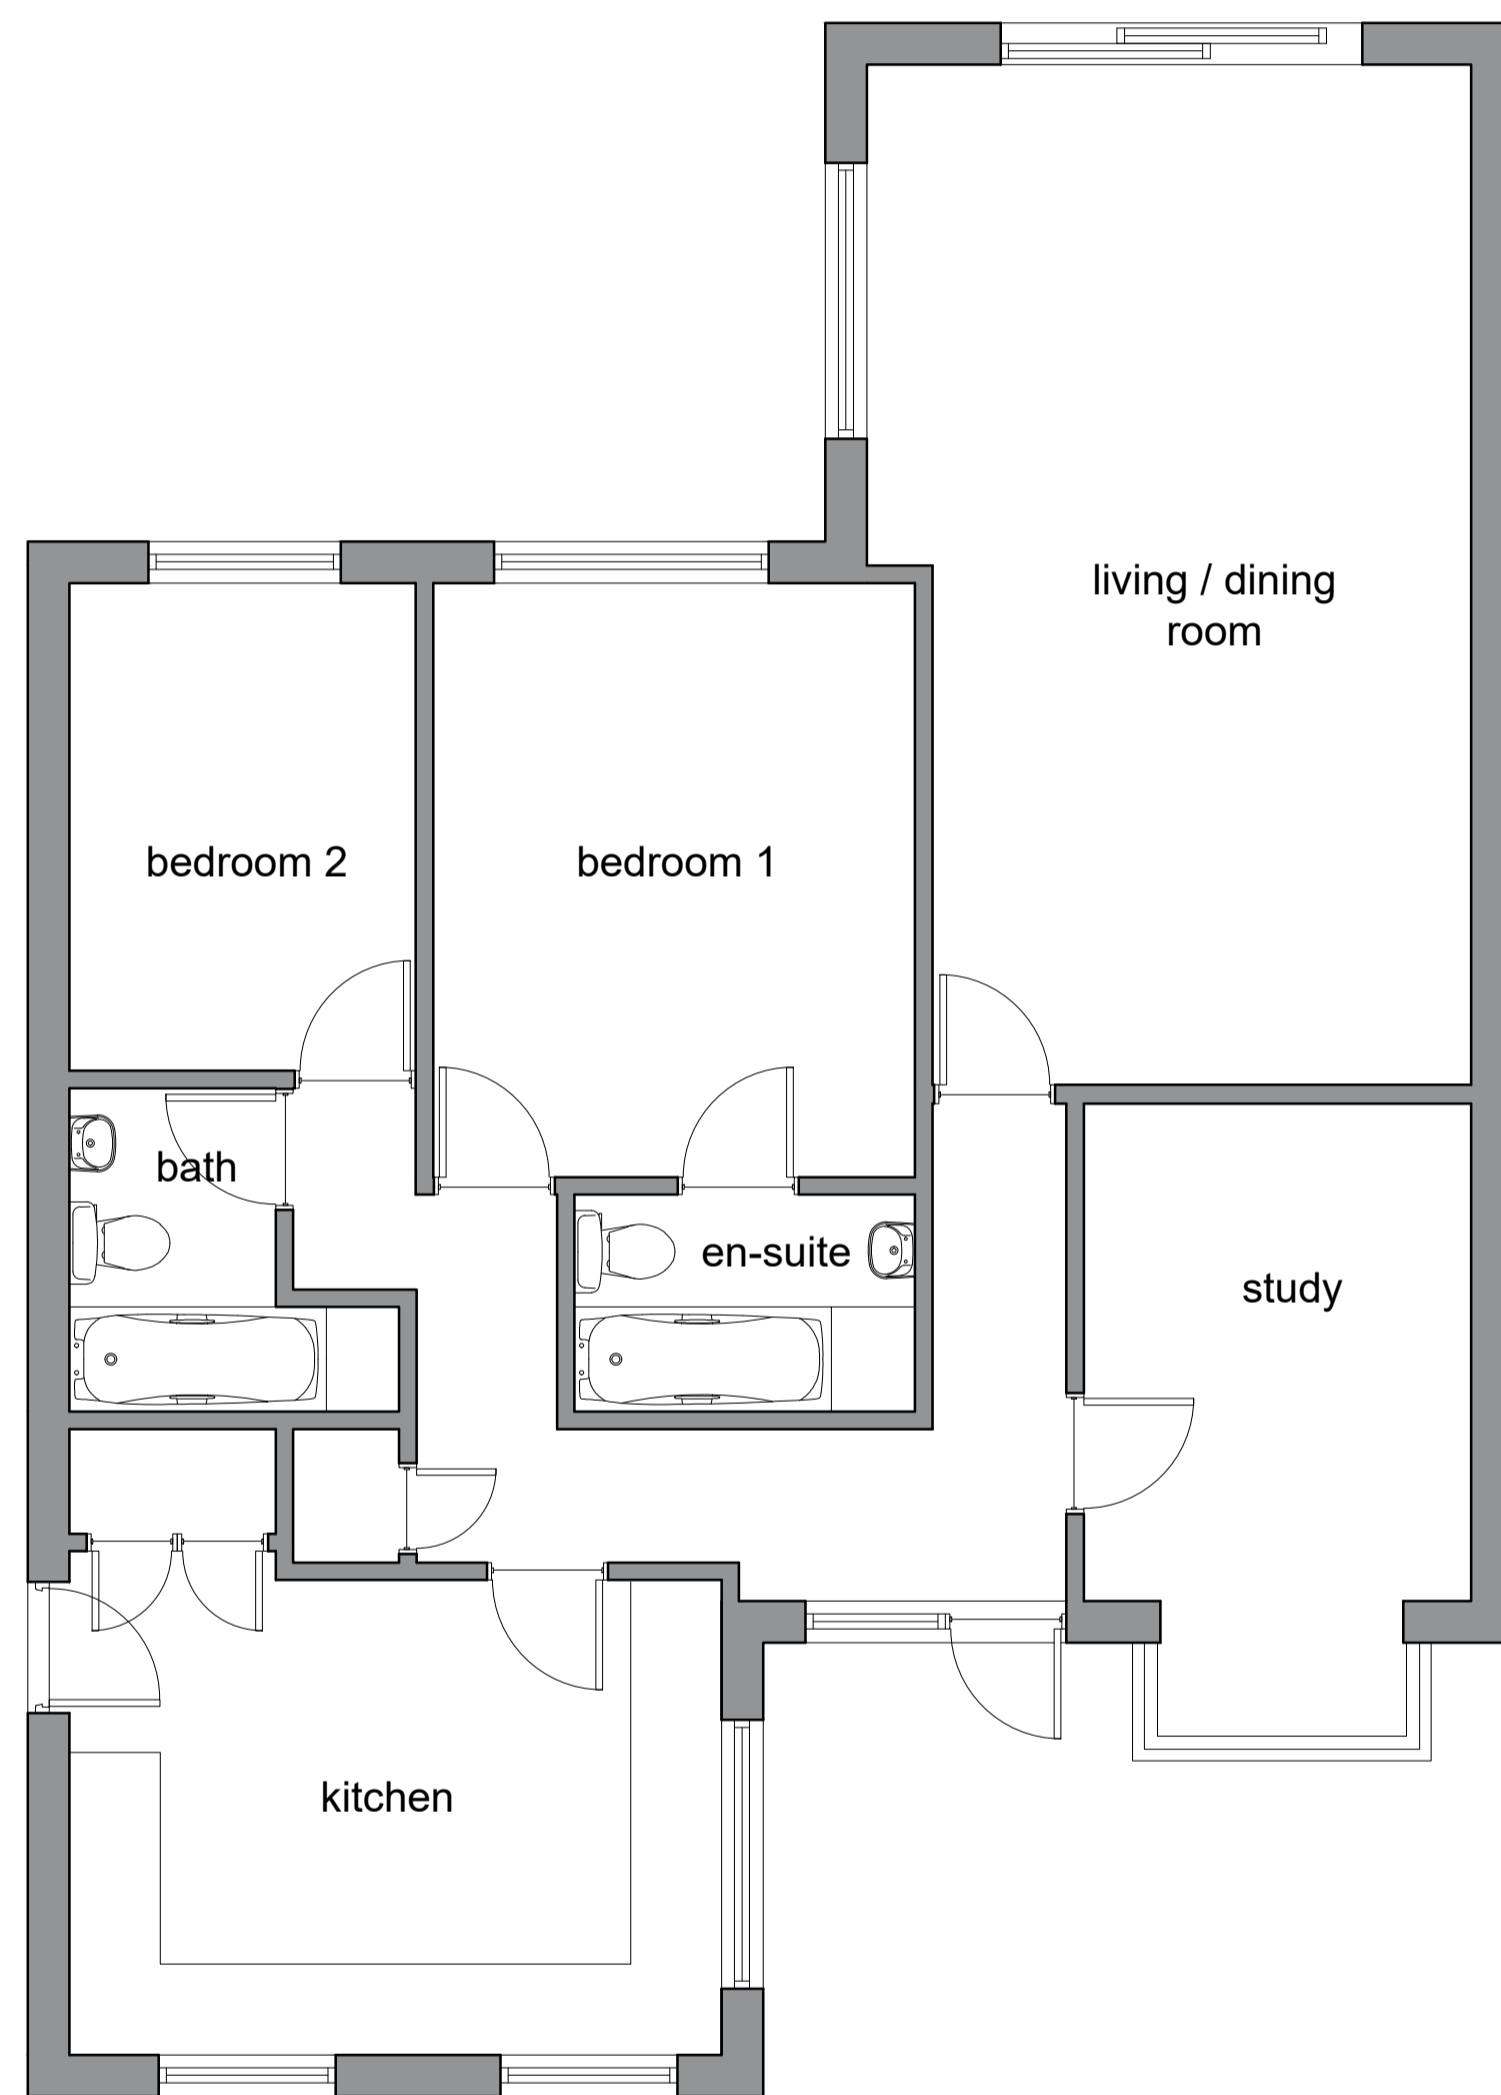 living / dining
room
bedroom 2
bedroom 1
bath
en-suite
study
kitchen